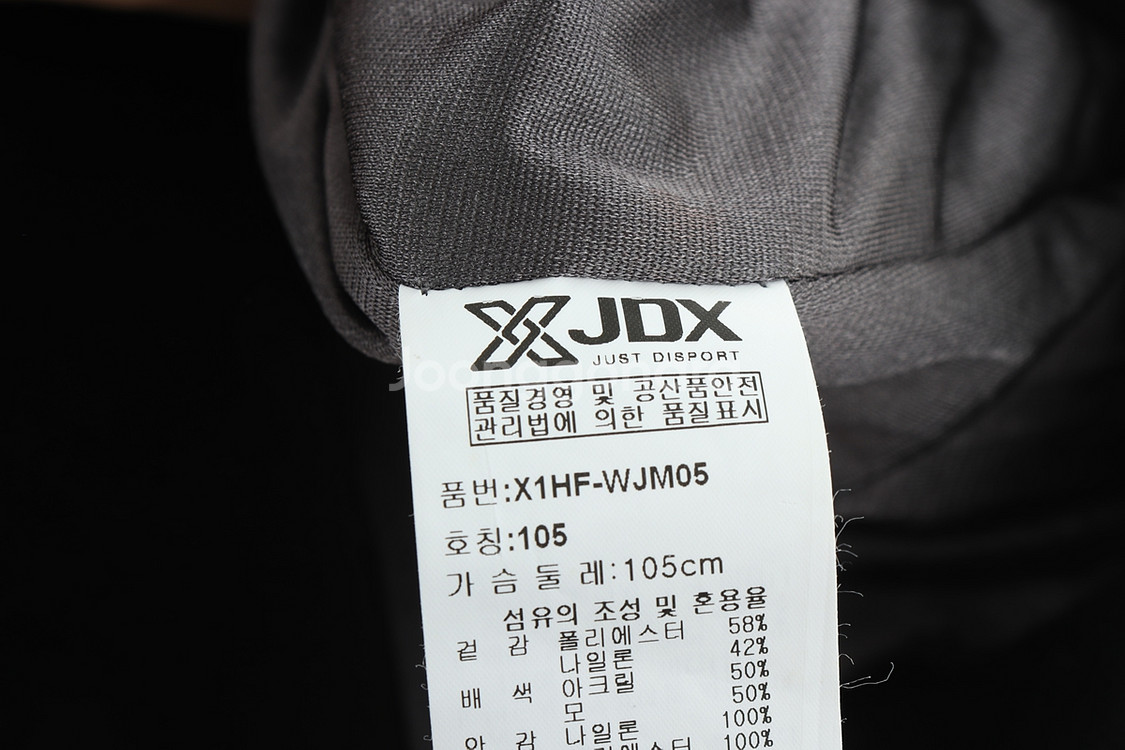 JDX
JUST DISPORT
품질경영 및 공산품안전
관리법에 의한 품질표시
품번:X1HF-WJM05
호칭:105
가 슴 둘 레:105cm
섬유의 조성 및 혼용율
겉 감 폴리에스터 58%
나일론 42%
배 색 아크릴 50%
모 50%
안 감 나일론 100%
100%